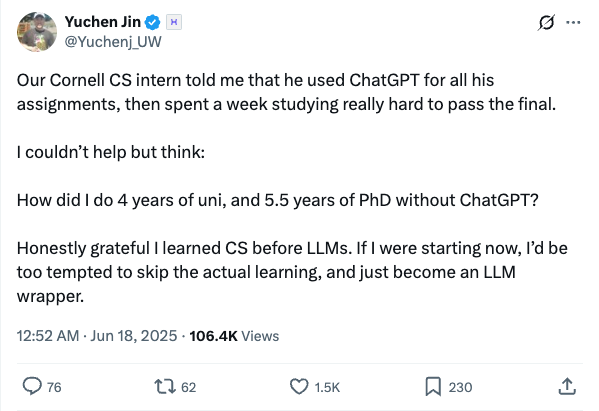 Yuchen Jin
@Yuchenj_UW
Our Cornell CS intern told me that he used ChatGPT for all his
assignments, then spent a week studying really hard to pass the final.
I couldn’t help but think:
How did I do 4 years of uni, and 5.5 years of PhD without ChatGPT?
Honestly grateful I learned CS before LLMs. If I were starting now, I’d be
too tempted to skip the actual learning, and just become an LLM
wrapper.
12:52 AM · Jun 18, 2025 · 106.4K Views
76 62 1.5K 230